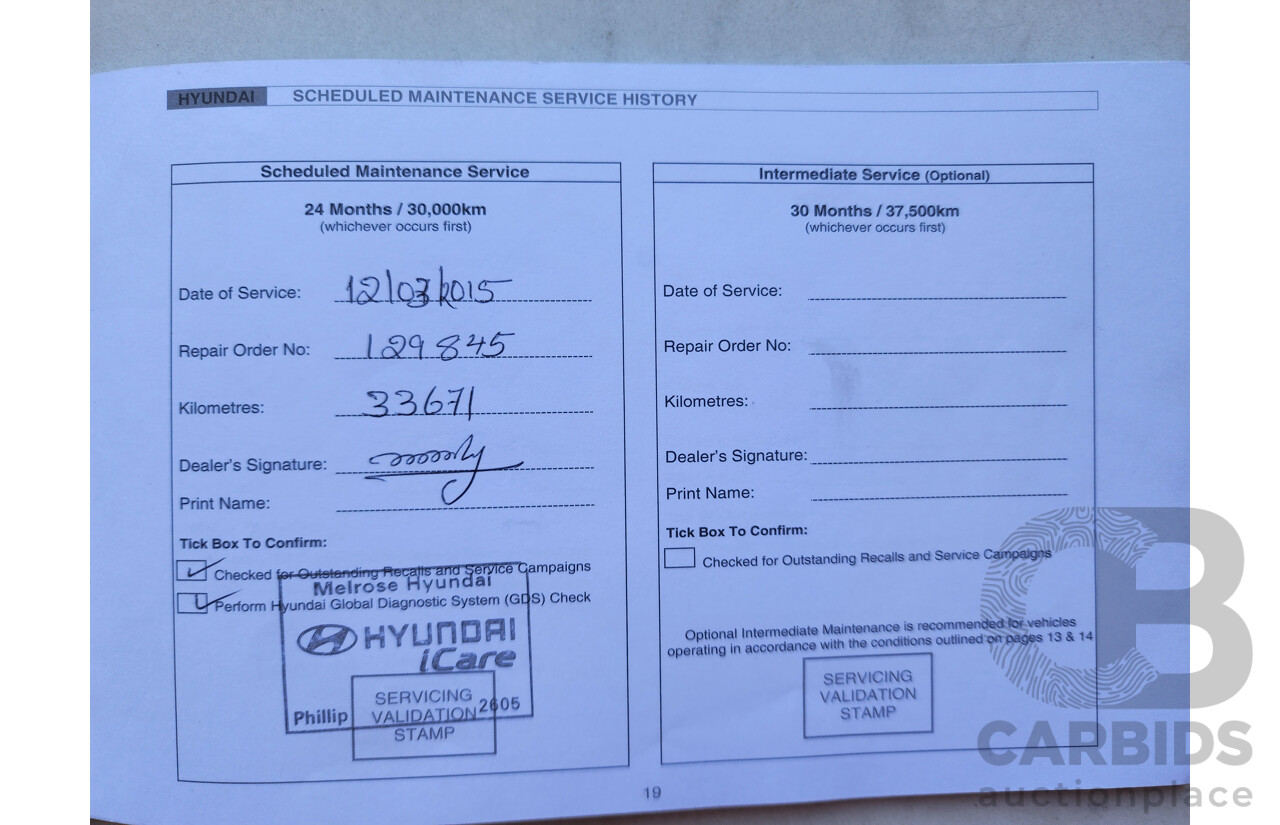 HYUNDAI SCHEDULED MAINTENANCE SERVICE HISTORY
Scheduled Maintenance Service
24 Months / 30,000km
(whichever occurs first)
Date of Service: 12/03/2015
Repair Order No: 129845
Kilometres: 33671
Dealer's Signature:
Print Name:
Tick Box To Confirm:
Checked for Outstanding Recalls and Service Campaigns
Perform Hyundai Global Diagnostic System (GDS) Check
Melrose Hyundai
HYUNDAI
iCare
Phillip 2605
SERVICING
VALIDATION
STAMP
Intermediate Service (Optional)
30 Months / 37,500km
(whichever occurs first)
Date of Service:
Repair Order No:
Kilometres:
Dealer's Signature:
Print Name:
Tick Box To Confirm:
Checked for Outstanding Recalls and Service Campaigns
Optional Intermediate Maintenance is recommended for vehicles
operating in accordance with the conditions outlined on pages 13 & 14
SERVICING
VALIDATION
STAMP
19
CARBIDS
auctionplace